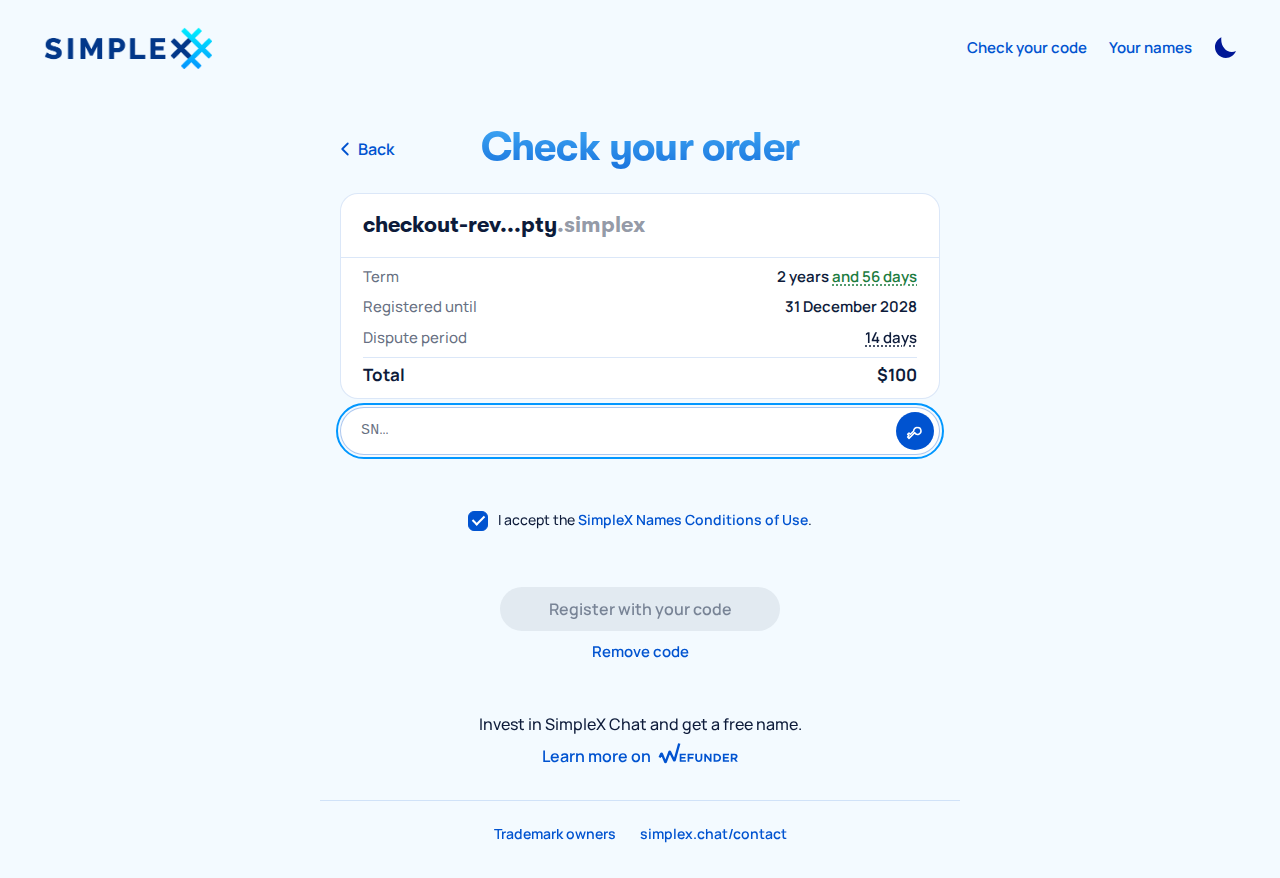 SIMPLEX
Check your code
Your names
Back
Check your order
checkout-rev...pty.simplex
Term
2 years and 56 days
Registered until
31 December 2028
Dispute period
14 days
Total
$100
SN...
I accept the SimpleX Names Conditions of Use.
Register with your code
Remove code
Invest in SimpleX Chat and get a free name.
Learn more on WEFUNDER
Trademark owners
simplex.chat/contact